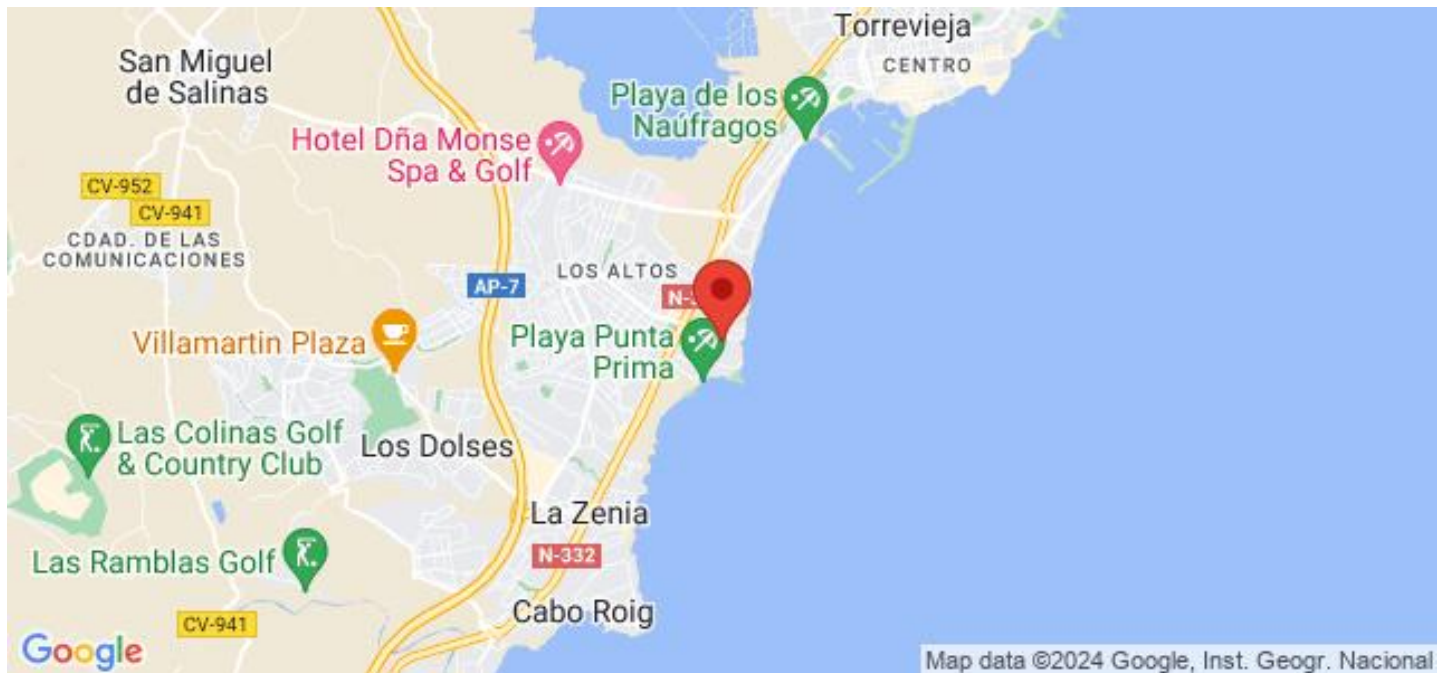 Torrevieja
CENTRO
San Miguel
de Salinas
Playa de los
Naúfragos
Hotel Dña Monse
Spa & Golf
CV-952
CV-941
CDAD. DE LAS
COMUNICACIONES
LOS ALTOS
AP-7
N-3
Villamartin Plaza
Playa Punta
Prima
Las Colinas Golf
& Country Club
Los Dolses
La Zenia
Las Ramblas Golf
N-332
Cabo Roig
CV-941
Google
Map data ©2024 Google, Inst. Geogr. Nacional